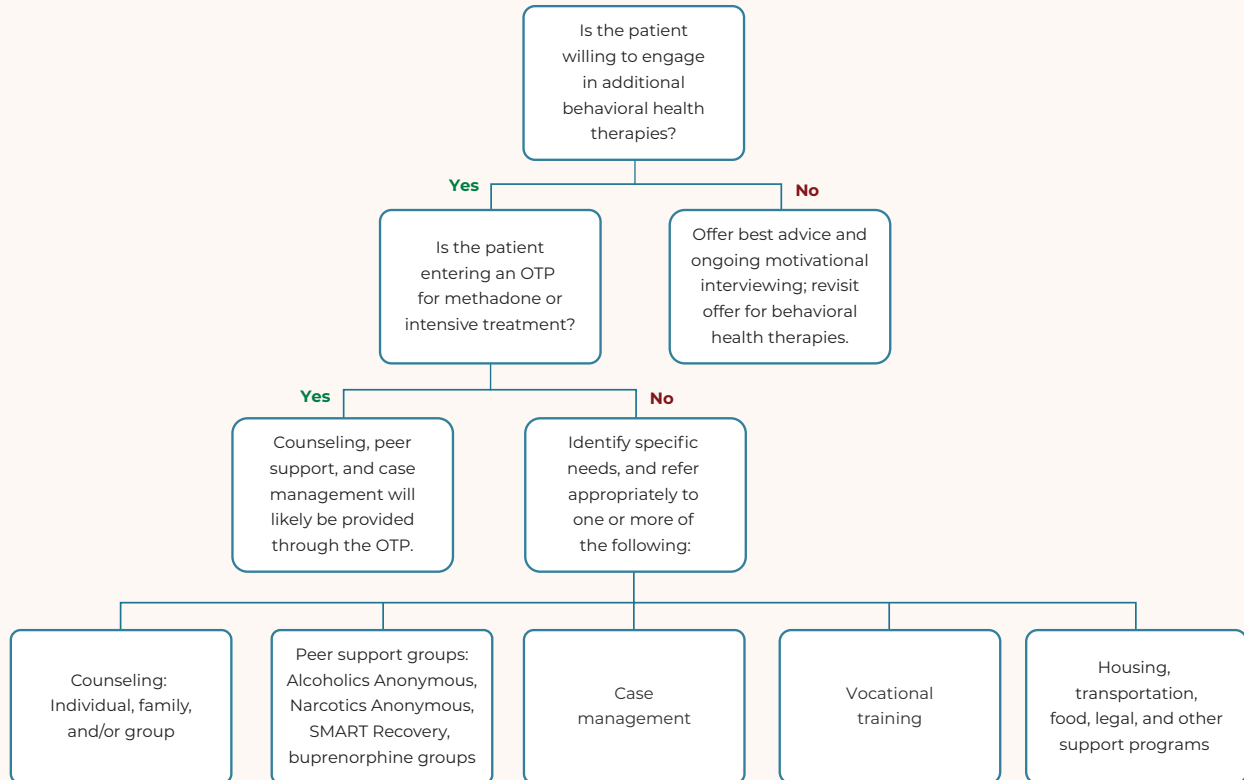 Is the patient
willing to engage
in additional
behavioral health
therapies?
Yes
No
Is the patient
entering an OTP
for methadone or
intensive treatment?
Offer best advice and
ongoing motivational
interviewing; revisit
offer for behavioral
health therapies.
Yes
No
Counseling, peer
support, and case
management will
likely be provided
through the OTP.
Identify specific
needs, and refer
appropriately to
one or more of
the following:
Counseling:
Individual, family,
and/or group
Peer support groups:
Alcoholics Anonymous,
Narcotics Anonymous,
SMART Recovery,
buprenorphine groups
Case
management
Vocational
training
Housing,
transportation,
food, legal, and other
support programs